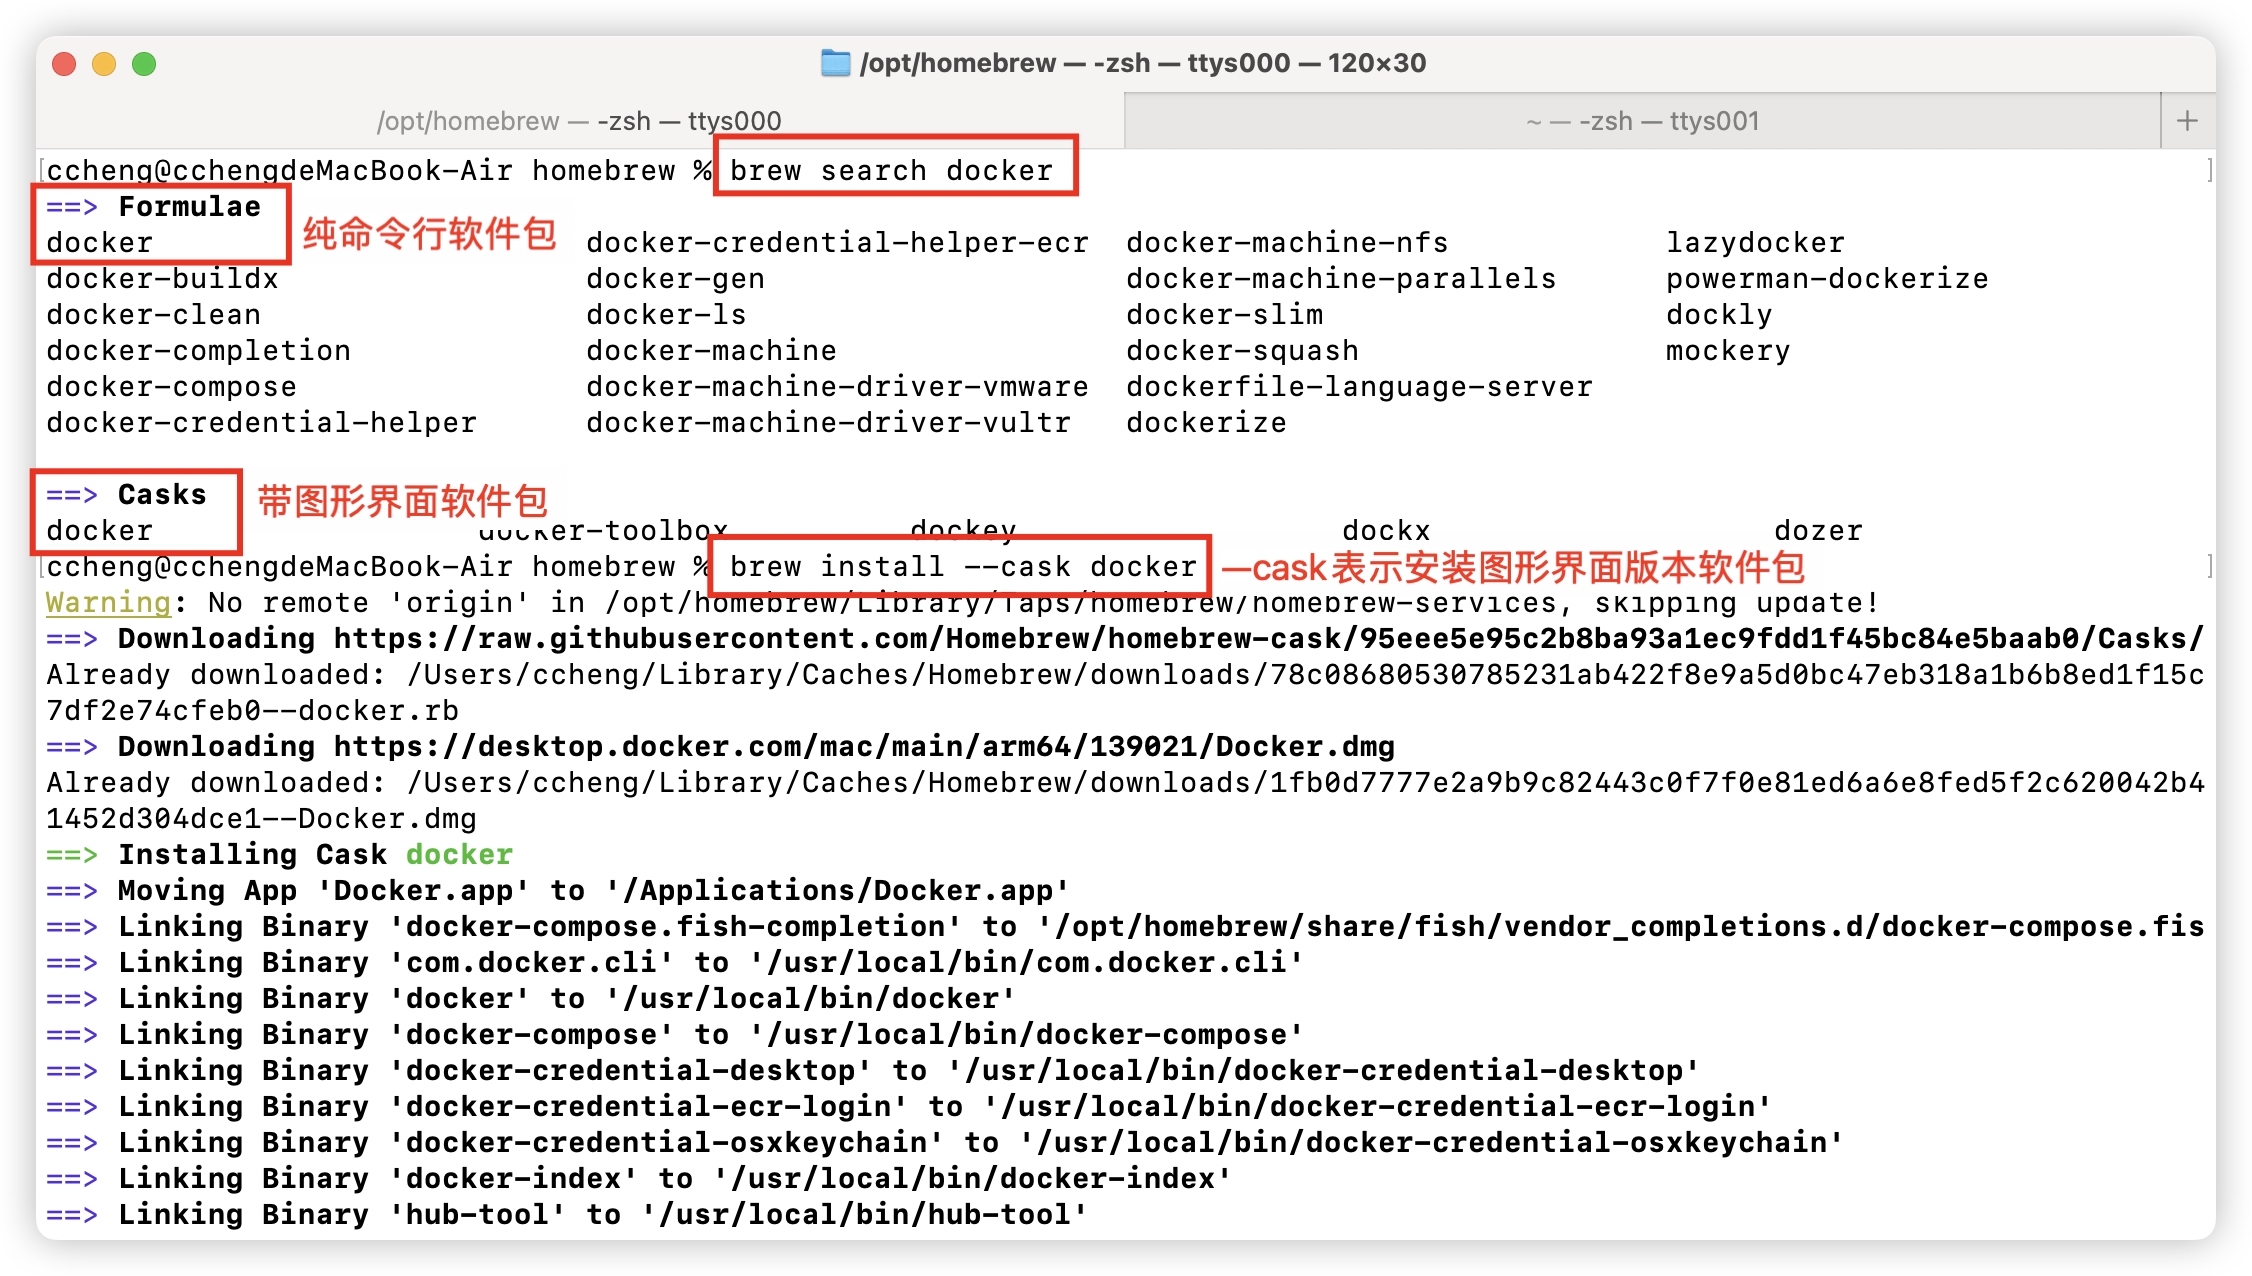 /opt/homebrew — -zsh — ttys000 — 120×30
/opt/homebrew — -zsh — ttys000
~ — -zsh — ttys001
+
[ccheng@cchengdeMacBook-Air homebrew % brew search docker ]
==> Formulae
纯命令行软件包
docker docker-credential-helper-ecr docker-machine-nfs lazydocker
docker-buildx docker-gen docker-machine-parallels powerman-dockerize
docker-clean docker-ls docker-slim dockly
docker-completion docker-machine docker-squash mockery
docker-compose docker-machine-driver-vmware dockerfile-language-server
docker-credential-helper docker-machine-driver-vultr dockerize
==> Casks
带图形界面软件包
docker docker-toolbox dockey dockx dozer
[ccheng@cchengdeMacBook-Air homebrew % brew install --cask docker ]
—cask表示安装图形界面版本软件包
Warning: No remote 'origin' in /opt/homebrew/Library/Taps/homebrew/homebrew-services, skipping update!
==> Downloading https://raw.githubusercontent.com/Homebrew/homebrew-cask/95eee5e95c2b8ba93a1ec9fdd1f45bc84e5baab0/Casks/
Already downloaded: /Users/ccheng/Library/Caches/Homebrew/downloads/78c08680530785231ab422f8e9a5d0bc47eb318a1b6b8ed1f15c
7df2e74cfeb0--docker.rb
==> Downloading https://desktop.docker.com/mac/main/arm64/139021/Docker.dmg
Already downloaded: /Users/ccheng/Library/Caches/Homebrew/downloads/1fb0d7777e2a9b9c82443c0f7f0e81ed6a6e8fed5f2c620042b4
1452d304dce1--Docker.dmg
==> Installing Cask docker
==> Moving App 'Docker.app' to '/Applications/Docker.app'
==> Linking Binary 'docker-compose.fish-completion' to '/opt/homebrew/share/fish/vendor_completions.d/docker-compose.fis
==> Linking Binary 'com.docker.cli' to '/usr/local/bin/com.docker.cli'
==> Linking Binary 'docker' to '/usr/local/bin/docker'
==> Linking Binary 'docker-compose' to '/usr/local/bin/docker-compose'
==> Linking Binary 'docker-credential-desktop' to '/usr/local/bin/docker-credential-desktop'
==> Linking Binary 'docker-credential-ecr-login' to '/usr/local/bin/docker-credential-ecr-login'
==> Linking Binary 'docker-credential-osxkeychain' to '/usr/local/bin/docker-credential-osxkeychain'
==> Linking Binary 'docker-index' to '/usr/local/bin/docker-index'
==> Linking Binary 'hub-tool' to '/usr/local/bin/hub-tool'